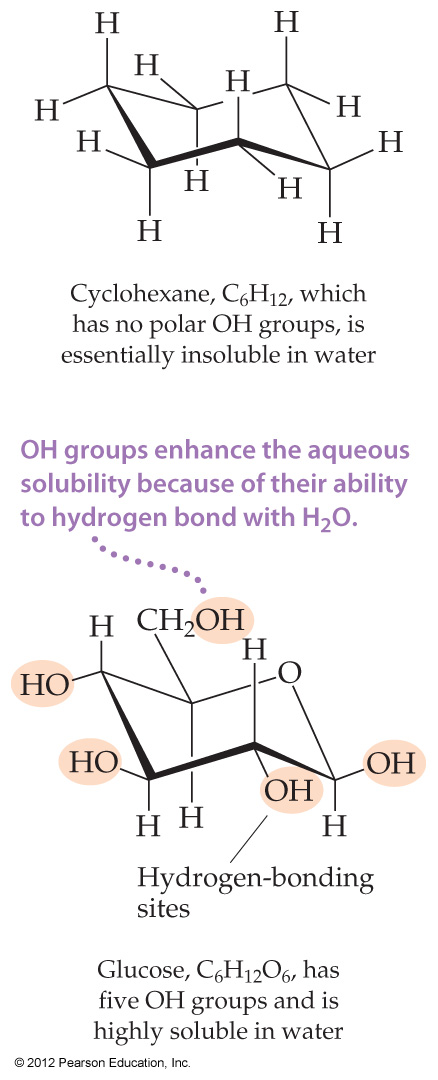 H
H
H
H
H
H
H
H
H
H
H
H
Cyclohexane, C₆H₁₂, which
has no polar OH groups, is
essentially insoluble in water
OH groups enhance the aqueous
solubility because of their ability
to hydrogen bond with H₂O.
H
CH₂OH
H
O
HO
HO
OH
OH
H
H
H
Hydrogen-bonding
sites
Glucose, C₆H₁₂O₆, has
five OH groups and is
highly soluble in water
© 2012 Pearson Education, Inc.